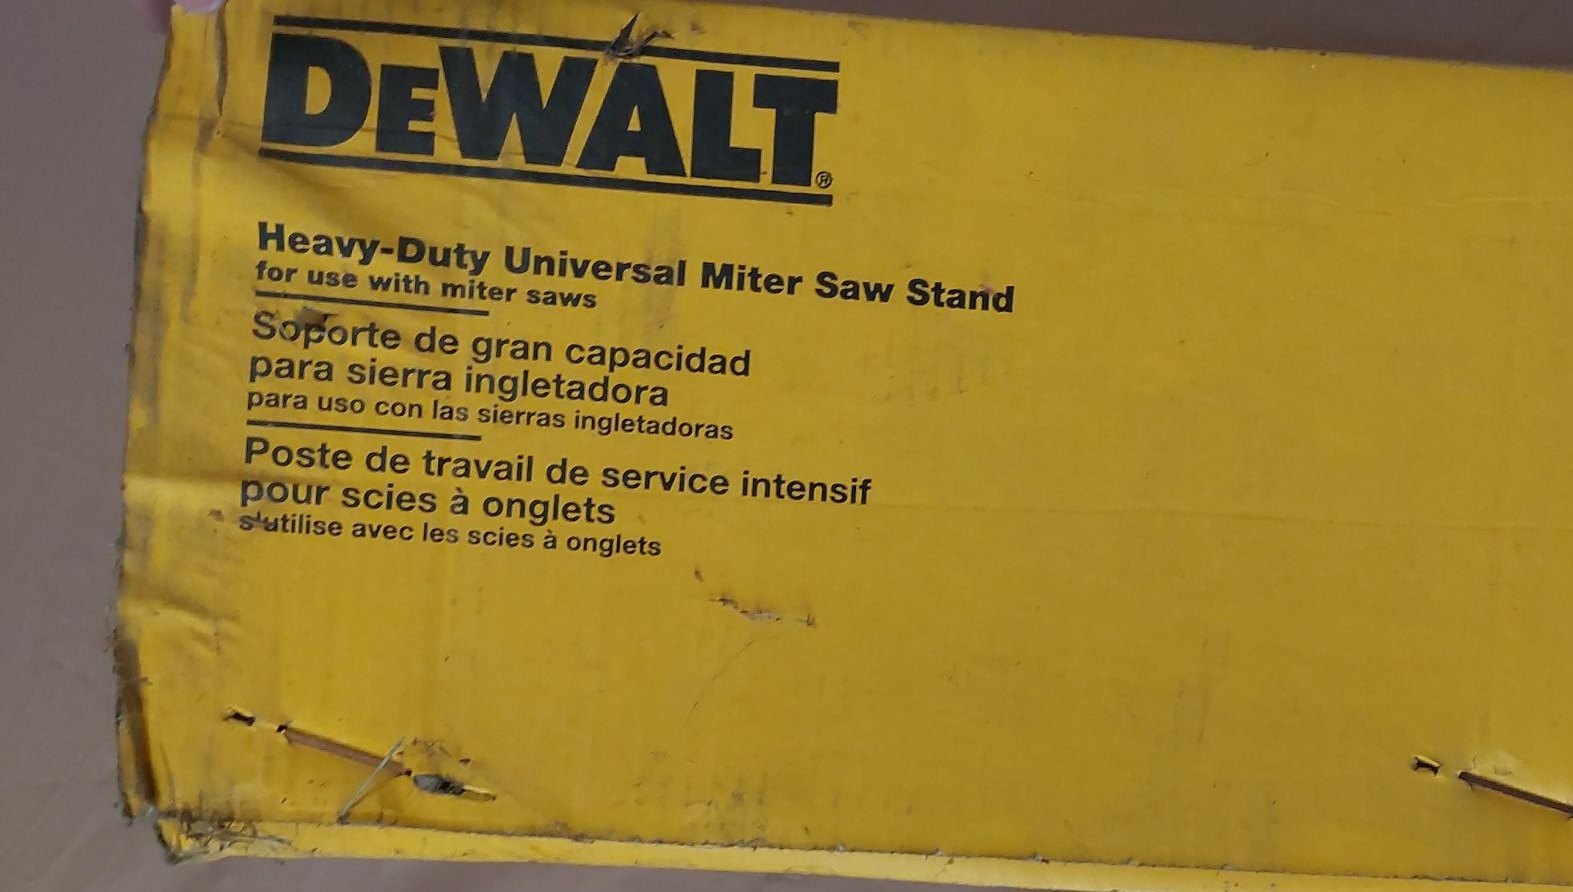 DEWALT®
Heavy-Duty Universal Miter Saw Stand
for use with miter saws
Soporte de gran capacidad
para sierra ingletadora
para uso con las sierras ingletadoras
Poste de travail de service intensif
pour scies à onglets
s'utilise avec les scies à onglets